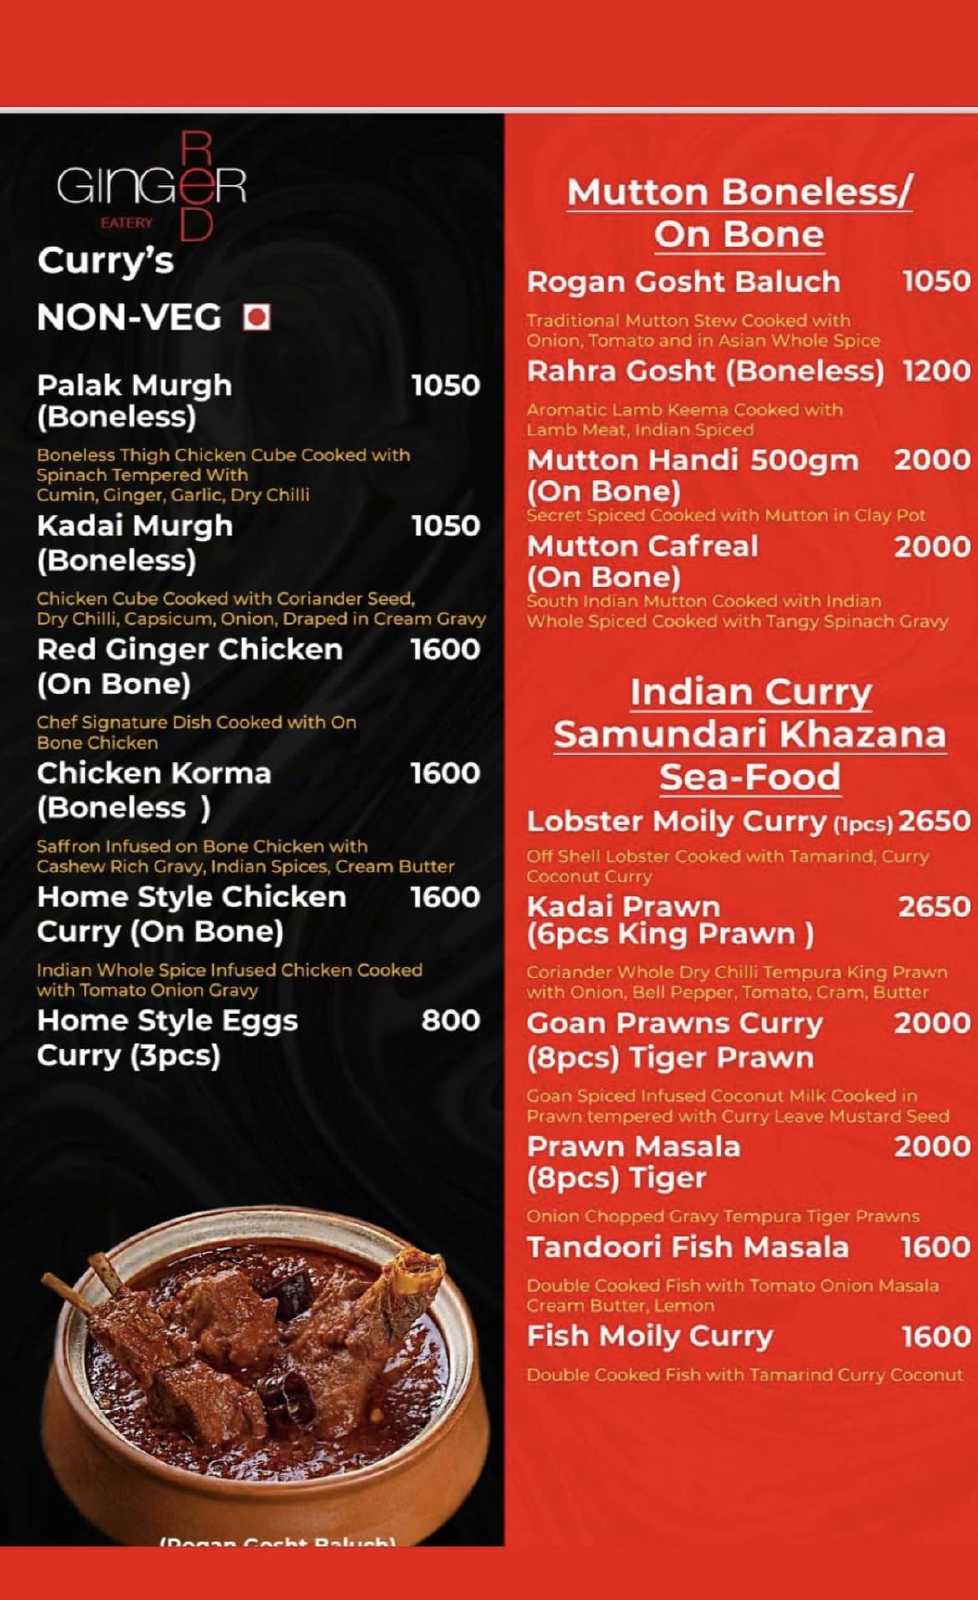 GINGER
RED
EATERY
Curry's
NON-VEG
Palak Murgh 1050
(Boneless)
Boneless Thigh Chicken Cube Cooked with
Spinach Tempered With
Cumin, Ginger, Garlic, Dry Chilli
Kadai Murgh 1050
(Boneless)
Chicken Cube Cooked with Coriander Seed,
Dry Chilli, Capsicum, Onion, Draped in Cream Gravy
Red Ginger Chicken 1600
(On Bone)
Chef Signature Dish Cooked with On
Bone Chicken
Chicken Korma 1600
(Boneless )
Saffron Infused on Bone Chicken with
Cashew Rich Gravy, Indian Spices, Cream Butter
Home Style Chicken 1600
Curry (On Bone)
Indian Whole Spice Infused Chicken Cooked
with Tomato Onion Gravy
Home Style Eggs 800
Curry (3pcs)
(Rogan Gosht Baluch)
Mutton Boneless/
On Bone
Rogan Gosht Baluch 1050
Traditional Mutton Stew Cooked with
Onion, Tomato and in Asian Whole Spice
Rahra Gosht (Boneless) 1200
Aromatic Lamb Keema Cooked with
Lamb Meat, Indian Spiced
Mutton Handi 500gm 2000
(On Bone)
Secret Spiced Cooked with Mutton in Clay Pot
Mutton Cafreal 2000
(On Bone)
South Indian Mutton Cooked with Indian
Whole Spiced Cooked with Tangy Spinach Gravy
Indian Curry
Samundari Khazana
Sea-Food
Lobster Moily Curry (1pcs) 2650
Off Shell Lobster Cooked with Tamarind, Curry
Coconut Curry
Kadai Prawn 2650
(6pcs King Prawn )
Coriander Whole Dry Chilli Tempura King Prawn
with Onion, Bell Pepper, Tomato, Cram, Butter
Goan Prawns Curry 2000
(8pcs) Tiger Prawn
Goan Spiced Infused Coconut Milk Cooked in
Prawn tempered with Curry Leave Mustard Seed
Prawn Masala 2000
(8pcs) Tiger
Onion Chopped Gravy Tempura Tiger Prawns
Tandoori Fish Masala 1600
Double Cooked Fish with Tomato Onion Masala
Cream Butter, Lemon
Fish Moily Curry 1600
Double Cooked Fish with Tamarind Curry Coconut